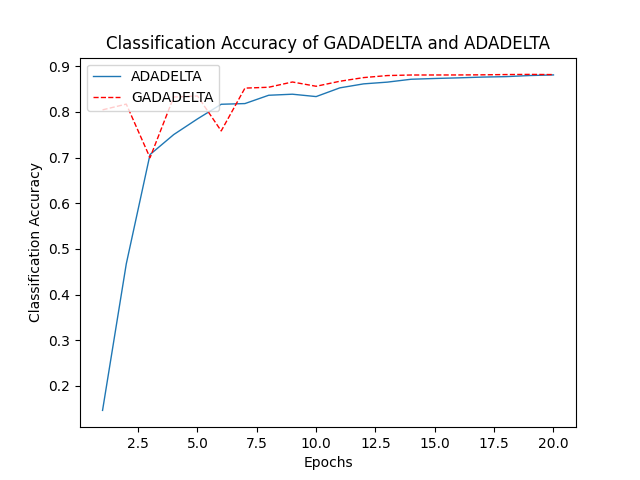 Classification Accuracy of GADADELTA and ADADELTA
ADADELTA
GADADELTA
Classification Accuracy
0.9
0.8
0.7
0.6
0.5
0.4
0.3
0.2
2.5 5.0 7.5 10.0 12.5 15.0 17.5 20.0
Epochs